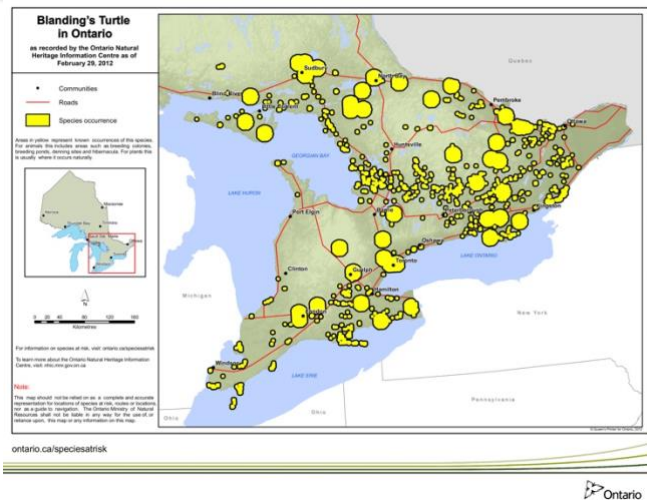 Blanding's Turtle
in Ontario
as recorded by the Ontario Natural
Heritage Information Centre as of
February 29, 2012
Communities
Roads
Species occurrence
Areas in yellow represent known occurrences of this species.
For animals this includes areas such as breeding colonies,
breeding ponds, denning sites and hibernacula. For plants this
is usually where it occurs naturally.
Kilometres
For information on species at risk, visit: ontario.ca/speciesatrisk
To learn more about the Ontario Natural Heritage Information
Centre, visit: nhic.mnr.gov.on.ca
Note:
This map should not be relied on as a complete and accurate
representation for locations of species at risk, routes or locations,
nor as a guide to navigation. The Ontario Ministry of Natural
Resources shall not be liable in any way for the use of, or
reliance upon, this map or any information on this map.
Sudbury
North Bay
Quebec
Pembroke
Ottawa
Huntsville
GEORGIAN BAY
LAKE HURON
Port Elgin
Barrie
Kingston
Oshawa
LAKE ONTARIO
Toronto
Clinton
Guelph
Hamilton
Michigan
New York
London
Windsor
LAKE ERIE
Pennsylvania
Ohio
Ohio
ontario.ca/speciesatrisk
Ontario